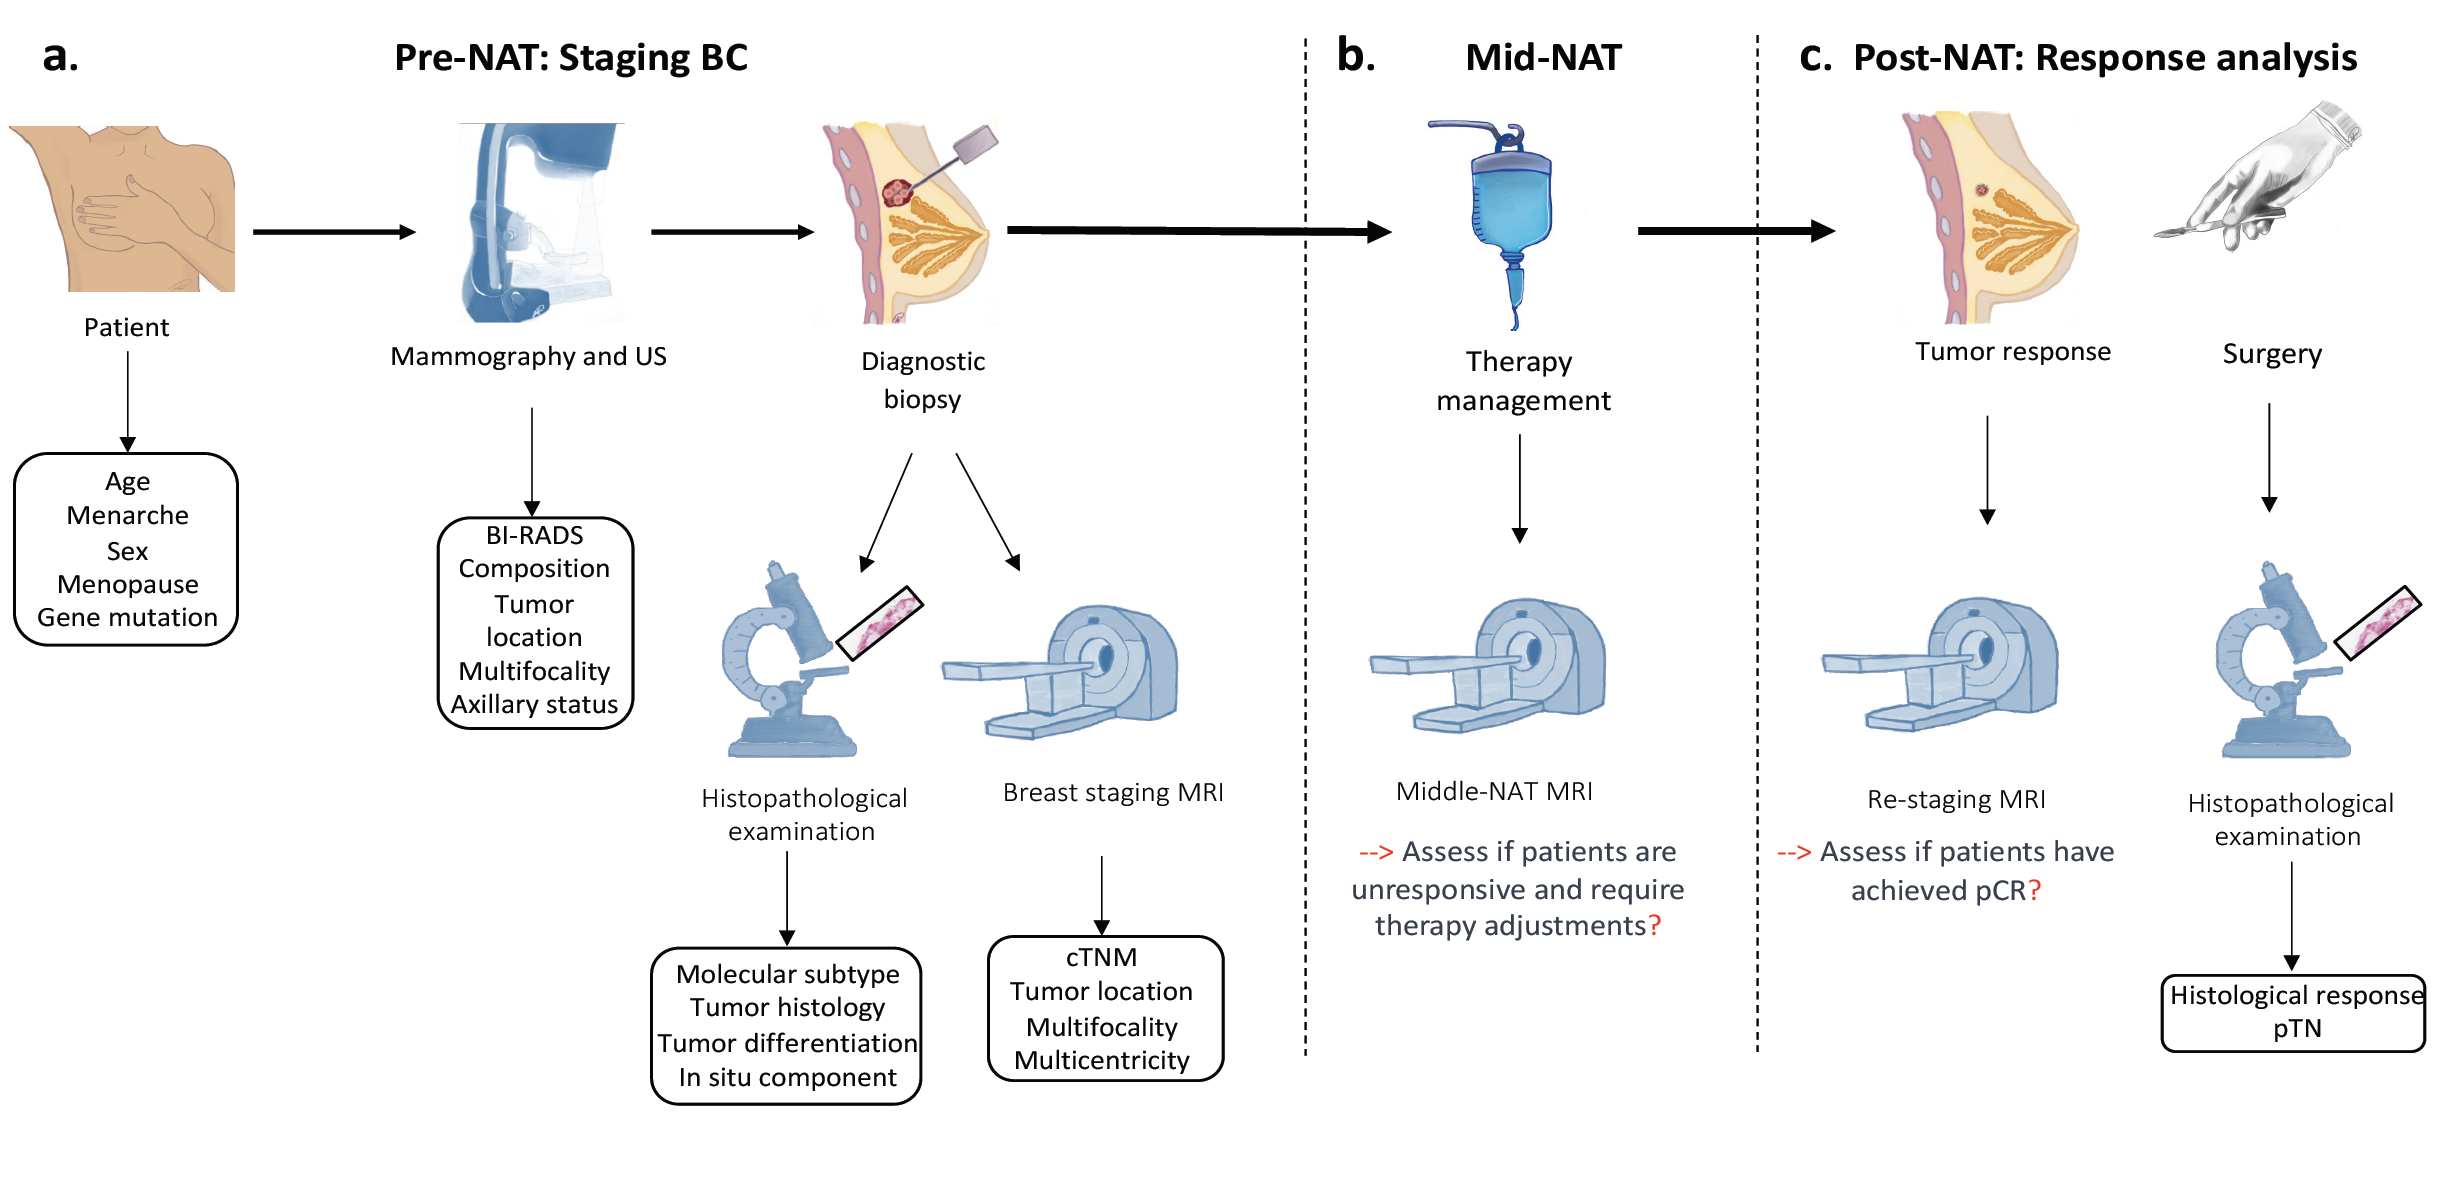 a.
Pre-NAT: Staging BC
Patient
Age
Menarche
Sex
Menopause
Gene mutation
Mammography and US
BI-RADS
Composition
Tumor
location
Multifocality
Axillary status
Diagnostic
biopsy
Histopathological
examination
Molecular subtype
Tumor histology
Tumor differentiation
In situ component
Breast staging MRI
cTNM
Tumor location
Multifocality
Multicentricity
b.
Mid-NAT
Therapy
management
Middle-NAT MRI
--> Assess if patients are
unresponsive and require
therapy adjustments?
c.
Post-NAT: Response analysis
Tumor response
Re-staging MRI
--> Assess if patients have
achieved pCR?
Surgery
Histopathological
examination
Histological response
pTN